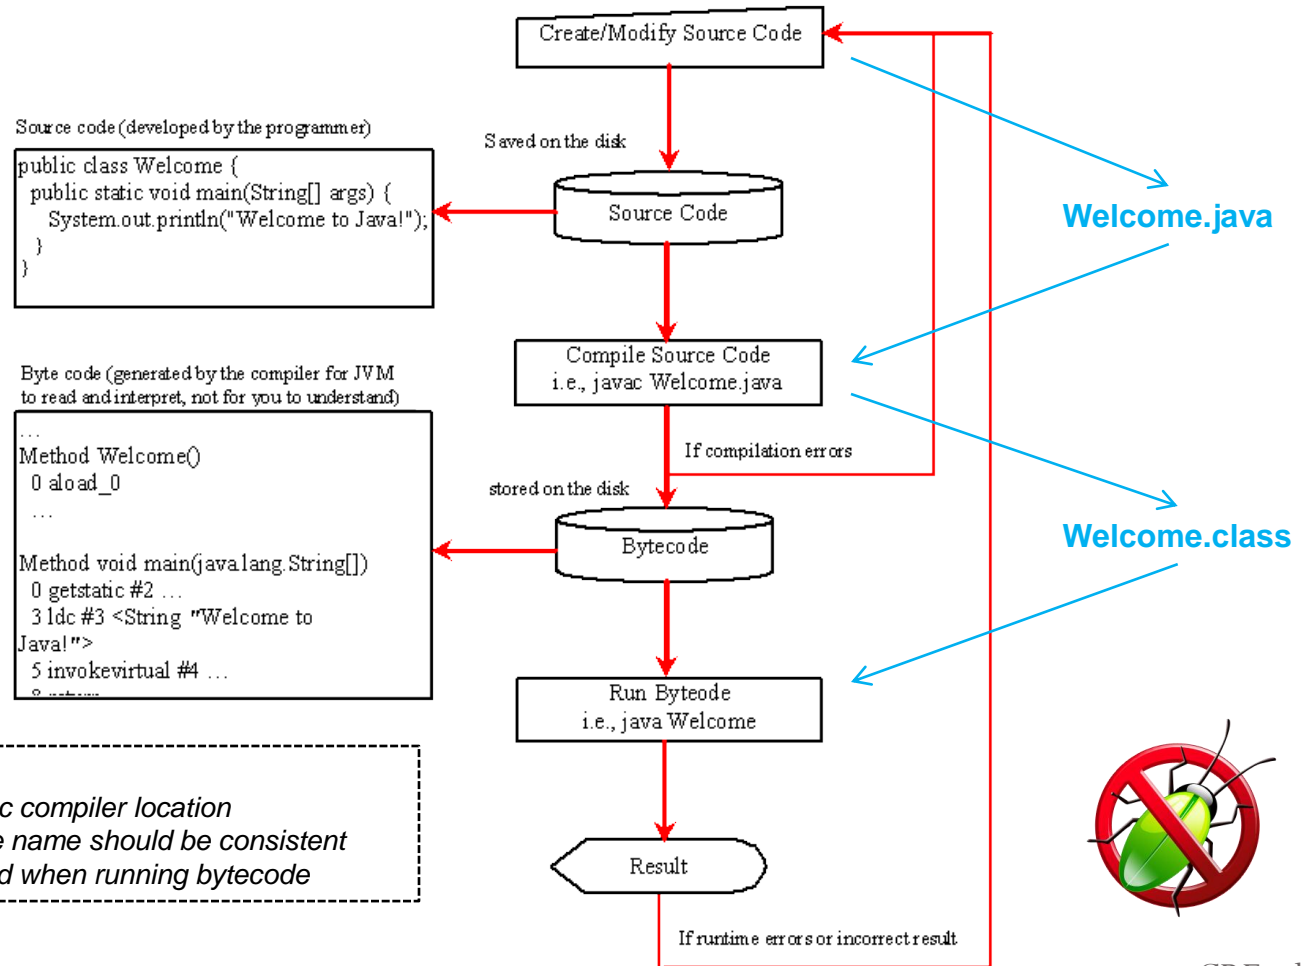 Create/Modify Source Code
Source code (developed by the programmer)
public class Welcome {
public static void main(String[] args) {
System.out.println("Welcome to Java!");
}
}
Saved on the disk
Source Code
Welcome.java
Compile Source Code
i.e., javac Welcome.java
Byte code (generated by the compiler for JVM
to read and interpret, not for you to understand)
…
Method Welcome()
0 aload_0
…
Method void main(java.lang.String[])
0 getstatic #2 …
3 ldc #3 <String "Welcome to
Java!">
5 invokevirtual #4 …
If compilation errors
stored on the disk
Bytecode
Welcome.class
Run Byteode
i.e., java Welcome
c compiler location
name should be consistent
when running bytecode
Result
If runtime errors or incorrect result